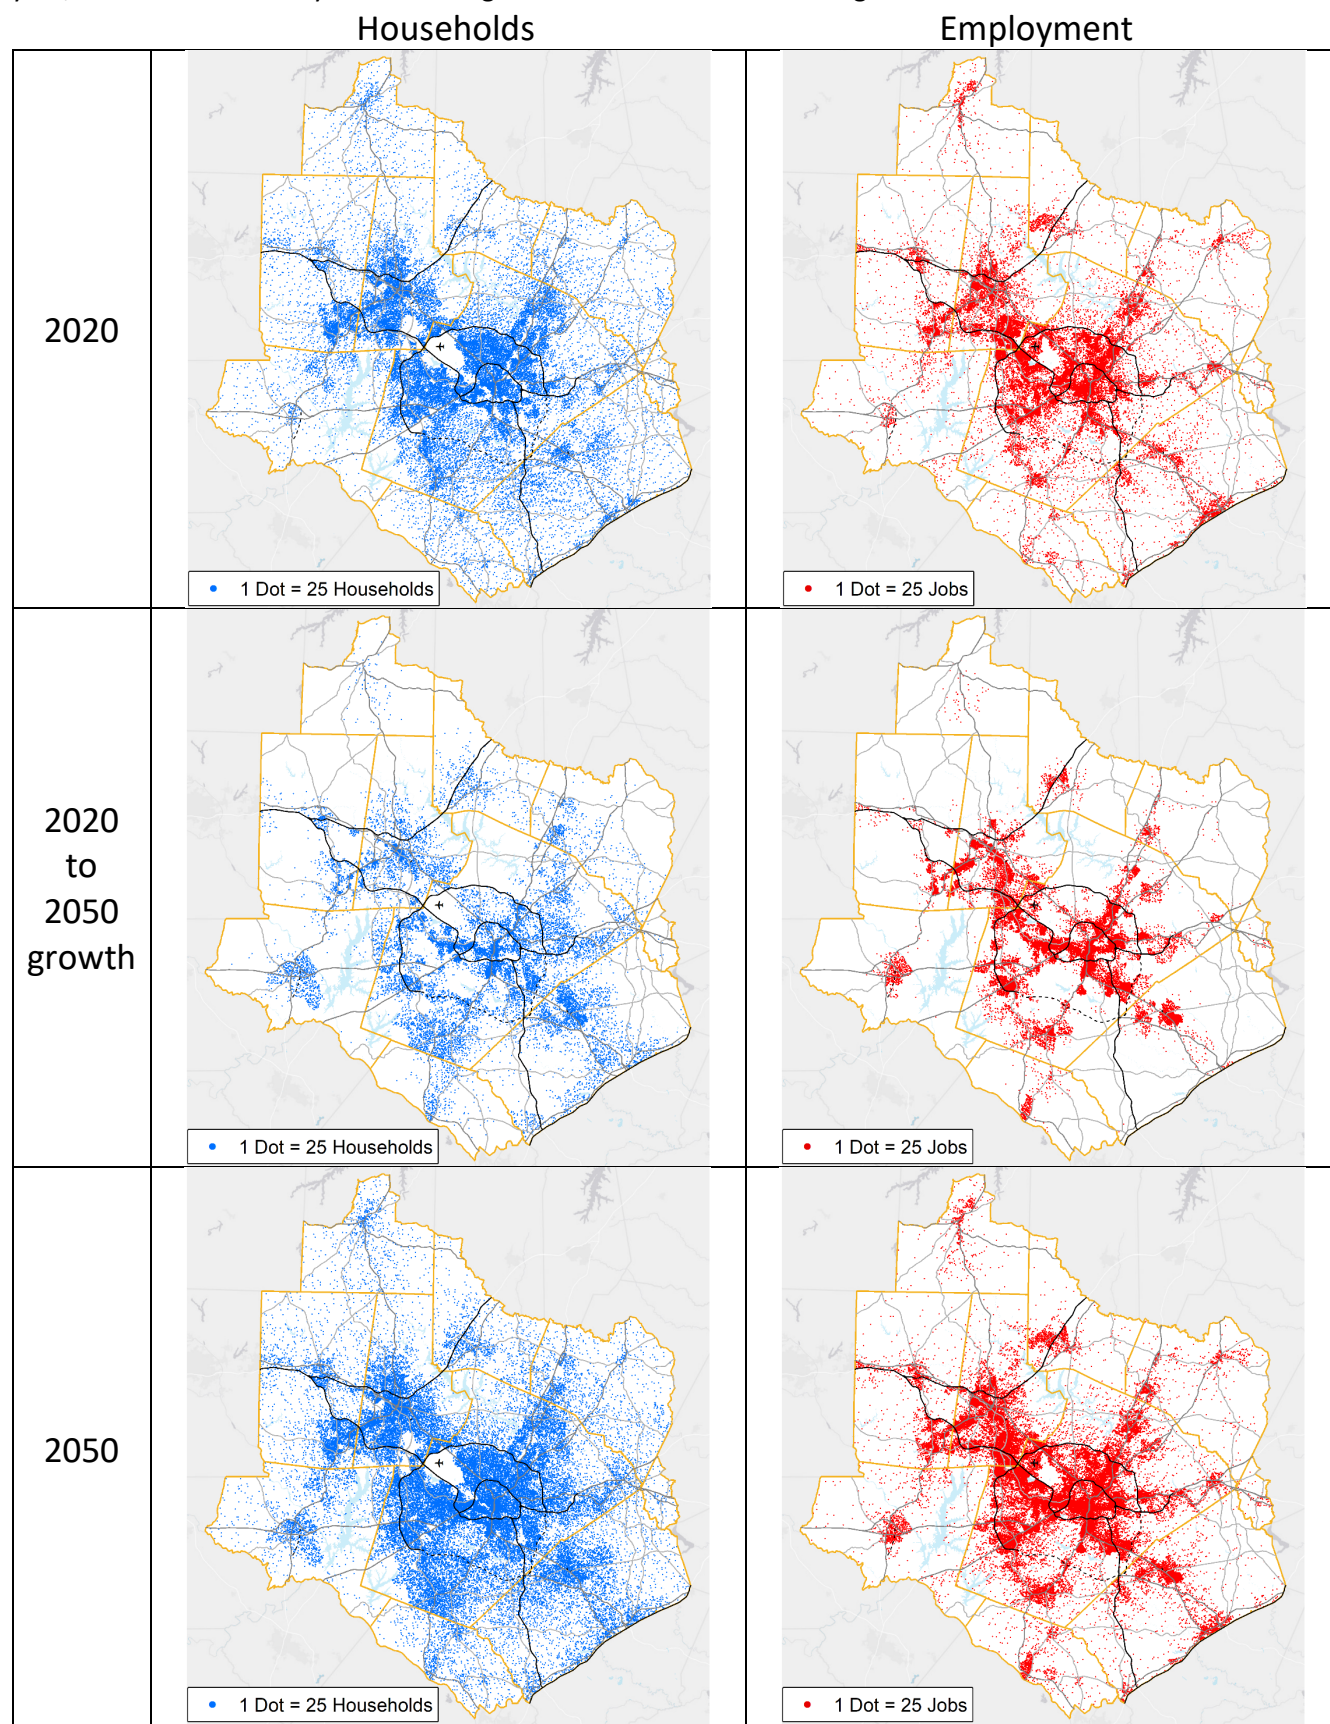 Households Employment
2020
1 Dot = 25 Households
1 Dot = 25 Jobs
2020
to
2050
growth
1 Dot = 25 Households
1 Dot = 25 Jobs
2050
1 Dot = 25 Households
1 Dot = 25 Jobs